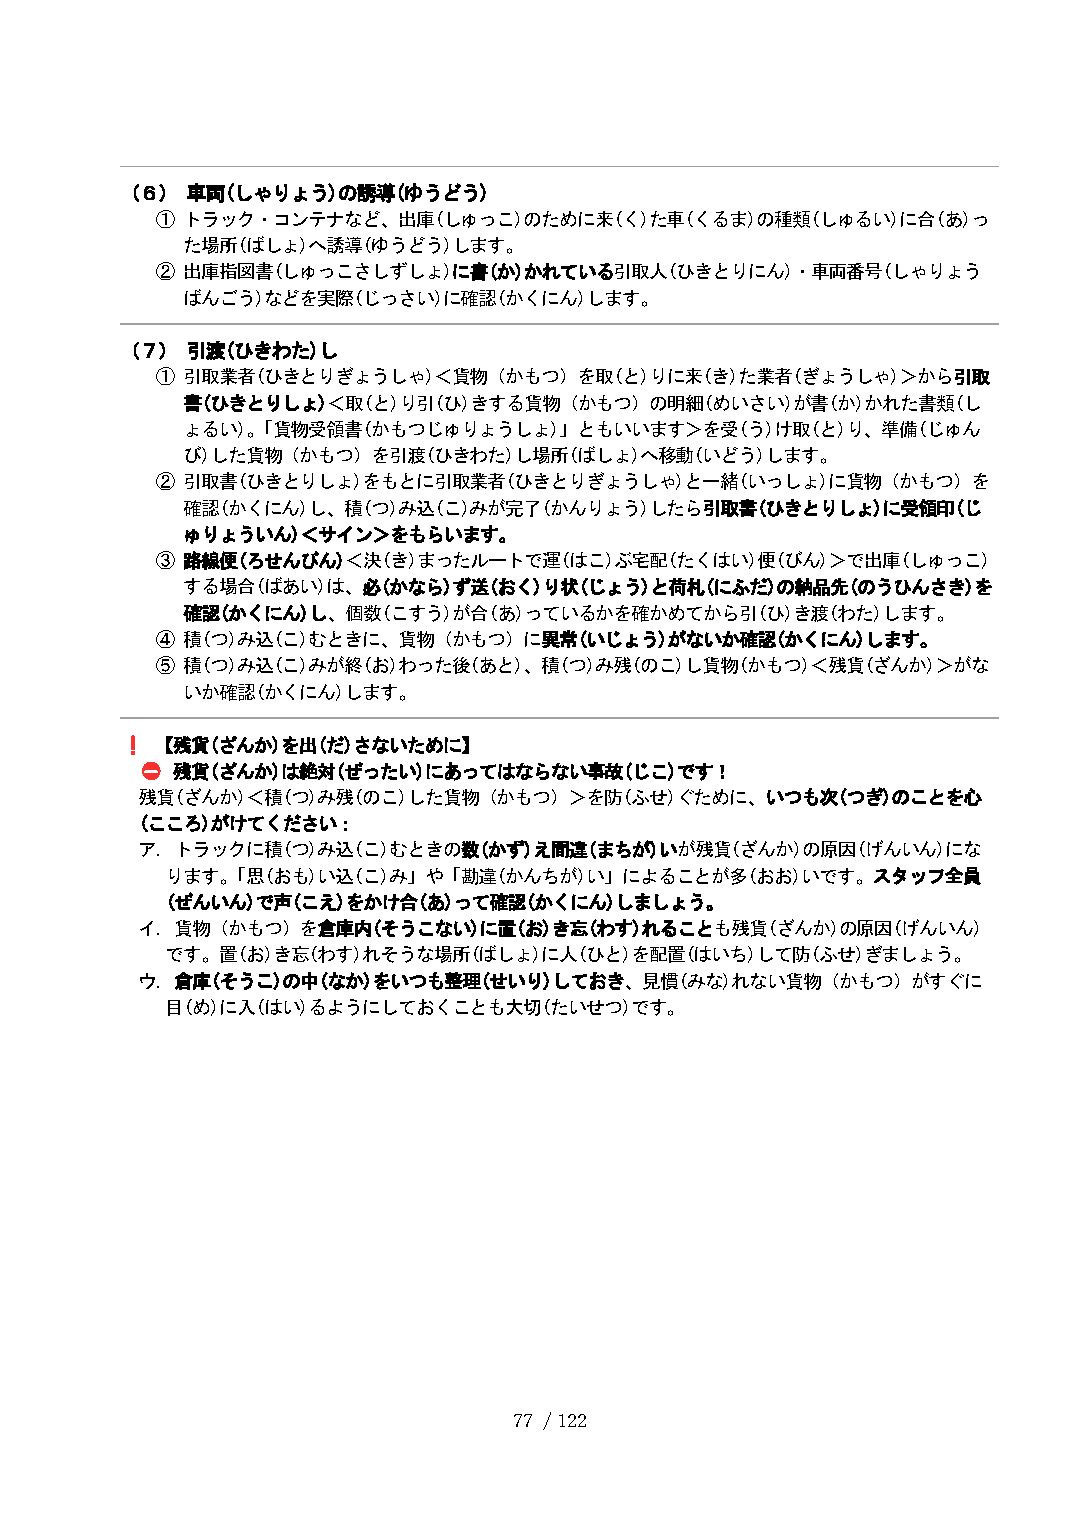 （６）　車両(しゃりょう)の誘導(ゆうどう)
① トラック・コンテナなど、出庫(しゅっこ)のために来(く)た車(くるま)の種類(しゅるい)に合(あ)っ
た場所(ばしょ)へ誘導(ゆうどう)します。
② 出庫指図書(しゅっこさしずしょ)に書(か)かれている引取人(ひきとりにん)・車両番号(しゃりょう
ばんごう)などを実際(じっさい)に確認(かくにん)します。
（７）　引渡(ひきわた)し
① 引取業者(ひきとりぎょうしゃ)＜貨物（かもつ）を取(と)りに来(き)た業者(ぎょうしゃ)＞から引取
書(ひきとりしょ)＜取(と)り引(ひ)きする貨物（かもつ）の明細(めいさい)が書(か)かれた書類(し
ょるい)。「貨物受領書(かもつじゅりょうしょ)」ともいいます＞を受(う)け取(と)り、準備(じゅん
び)した貨物（かもつ）を引渡(ひきわた)し場所(ばしょ)へ移動(いどう)します。
② 引取書(ひきとりしょ)をもとに引取業者(ひきとりぎょうしゃ)と一緒(いっしょ)に貨物（かもつ）を
確認(かくにん)し、積(つ)み込(こ)みが完了(かんりょう)したら引取書(ひきとりしょ)に受領印(じ
ゅりょういん)＜サイン＞をもらいます。
③ 路線便(ろせんびん)＜決(き)まったルートで運(はこ)ぶ宅配(たくはい)便(びん)＞で出庫(しゅっこ)
する場合(ばあい)は、必(かなら)ず送(おく)り状(じょう)と荷札(にふだ)の納品先(のうひんさき)を
確認(かくにん)し、個数(こすう)が合(あ)っているかを確かめてから引(ひ)き渡(わた)します。
④ 積(つ)み込(こ)むときに、貨物（かもつ）に異常(いじょう)がないか確認(かくにん)します。
⑤ 積(つ)み込(こ)みが終(お)わった後(あと)、積(つ)み残(のこ)し貨物(かもつ)＜残貨(ざんか)＞がな
いか確認(かくにん)します。
❗ 【残貨(ざんか)を出(だ)さないために】
⛔ 残貨(ざんか)は絶対(ぜったい)にあってはならない事故(じこ)です！
残貨(ざんか)＜積(つ)み残(のこ)した貨物（かもつ）＞を防(ふせ)ぐために、いつも次(つぎ)のことを心
(こころ)がけてください：
ア．トラックに積(つ)み込(こ)むときの数(かず)え間違(まちが)いが残貨(ざんか)の原因(げんいん)にな
ります。「思(おも)い込(こ)み」や「勘違(かんちが)い」によることが多(おお)いです。スタッフ全員
(ぜんいん)で声(こえ)をかけ合(あ)って確認(かくにん)しましょう。
イ．貨物（かもつ）を倉庫内(そうこない)に置(お)き忘(わす)れることも残貨(ざんか)の原因(げんいん)
です。置(お)き忘(わす)れそうな場所(ばしょ)に人(ひと)を配置(はいち)して防(ふせ)ぎましょう。
ウ．倉庫(そうこ)の中(なか)をいつも整理(せいり)しておき、見慣(みな)れない貨物（かもつ）がすぐに
目(め)に入(はい)るようにしておくことも大切(たいせつ)です。
77 / 122